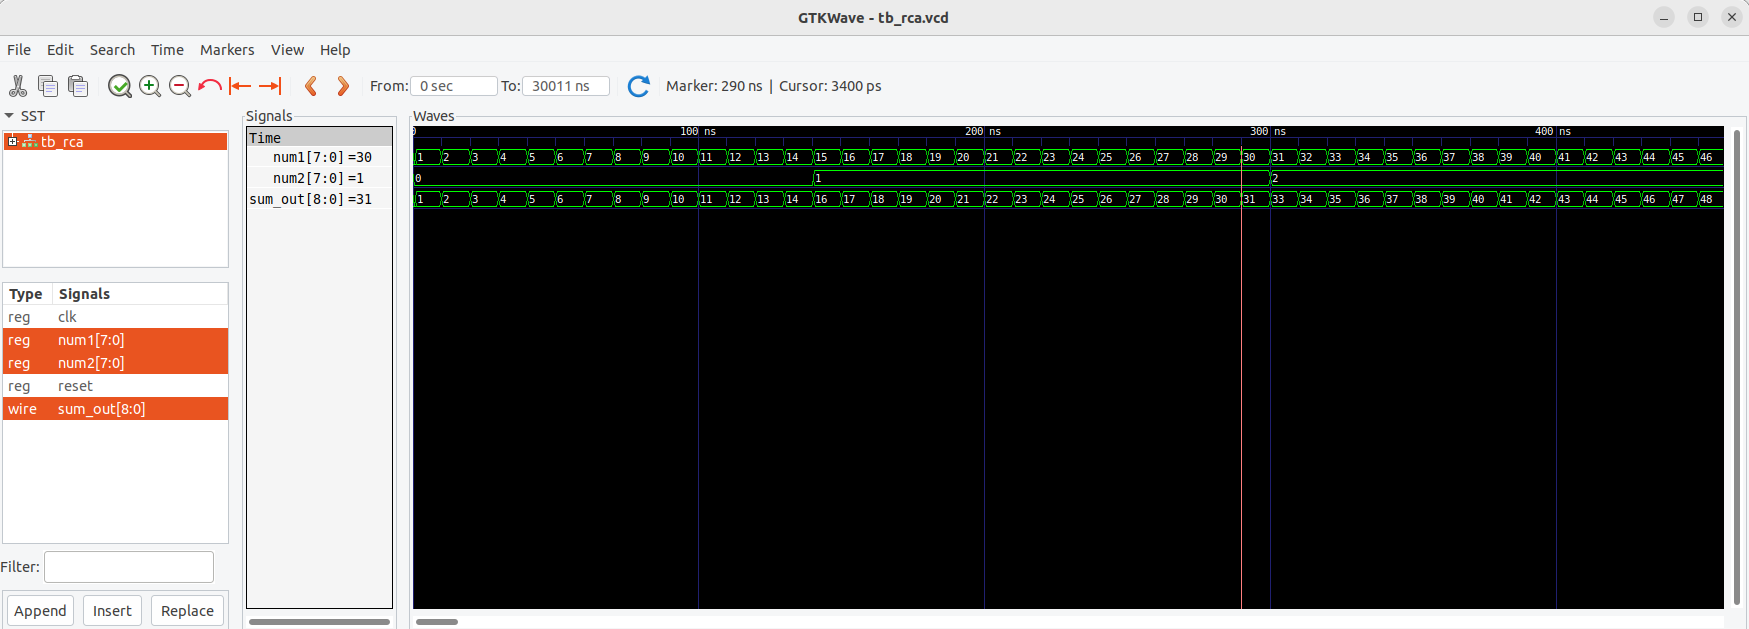 GTKWave - tb_rca.vcd
File Edit Search Time Markers View Help
From: 0 sec To: 30011 ns Marker: 290 ns | Cursor: 3400 ps
SST
tb_rca
Type Signals
reg clk
reg num1[7:0]
reg num2[7:0]
reg reset
wire sum_out[8:0]
Filter:
Append Insert Replace
Signals
Time
num1[7:0] =30
num2[7:0] =1
sum_out[8:0] =31
Waves
0 100 ns 200 ns 300 ns 400 ns
1 2 3 4 5 6 7 8 9 10 11 12 13 14 15 16 17 18 19 20 21 22 23 24 25 26 27 28 29 30 31 32 33 34 35 36 37 38 39 40 41 42 43 44 45 46
0 1 2
1 2 3 4 5 6 7 8 9 10 11 12 13 14 16 17 18 19 20 21 22 23 24 25 26 27 28 29 30 31 33 34 35 36 37 38 39 40 41 42 43 44 45 46 47 48